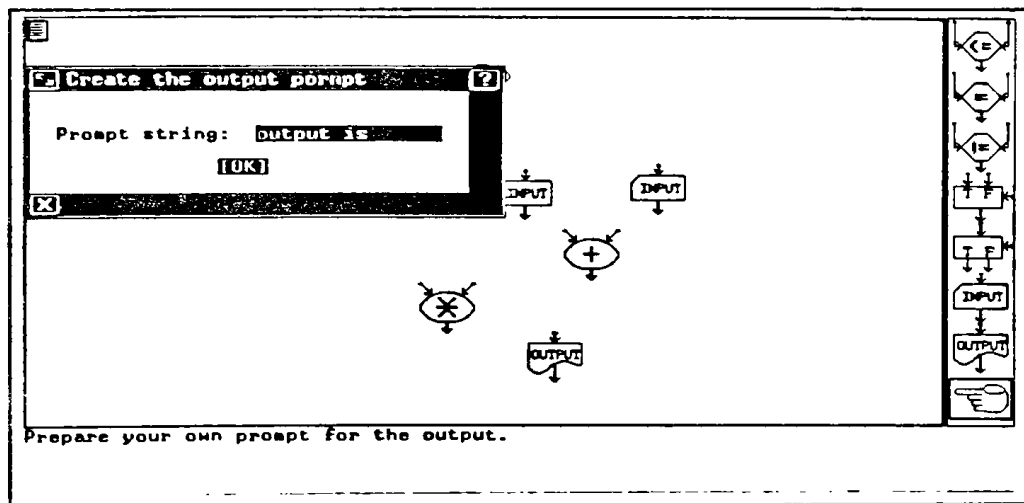 Create the output pornpt ?
Prompt string: output is
[OK]
X
INPUT
INPUT
+
*
OUTPUT
<=
=
!=
T F
T F
INPUT
OUTPUT
Prepare your own prompt for the output.